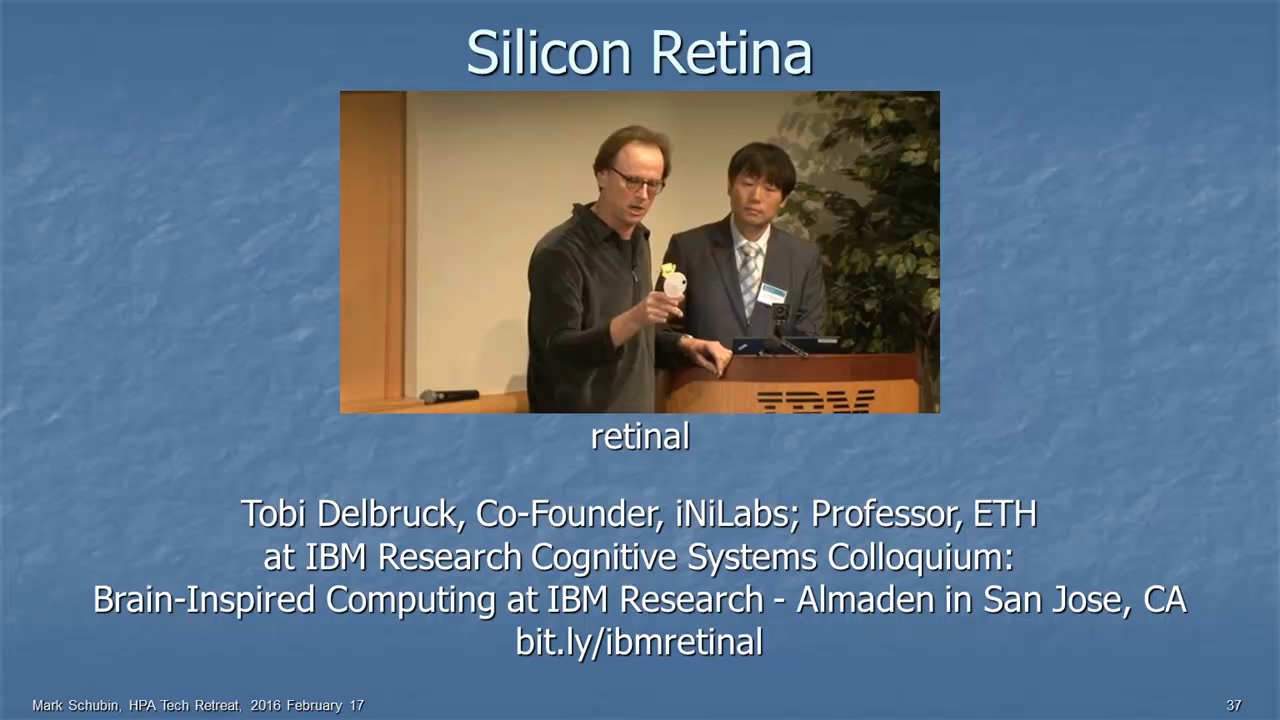 Silicon Retina
IBM
retinal
Tobi Delbruck, Co-Founder, iNiLabs; Professor, ETH
at IBM Research Cognitive Systems Colloquium:
Brain-Inspired Computing at IBM Research - Almaden in San Jose, CA
bit.ly/ibmretinal
Mark Schubin, HPA Tech Retreat, 2016 February 17
37